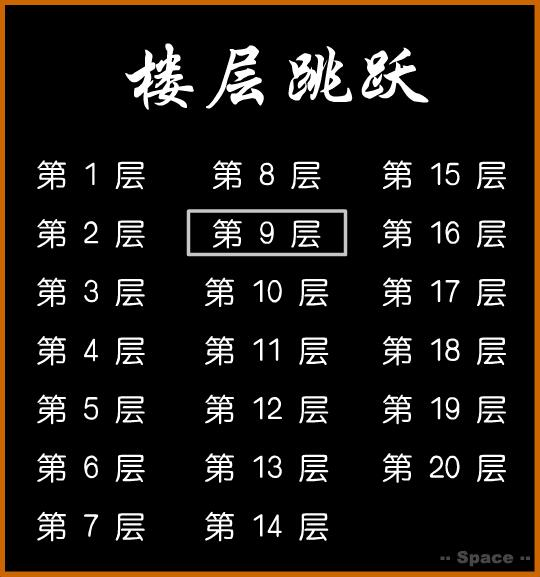 楼层跳跃
第 1 层 第 8 层 第 15 层
第 2 层 第 9 层 第 16 层
第 3 层 第 10 层 第 17 层
第 4 层 第 11 层 第 18 层
第 5 层 第 12 层 第 19 层
第 6 层 第 13 层 第 20 层
第 7 层 第 14 层
-- Space --